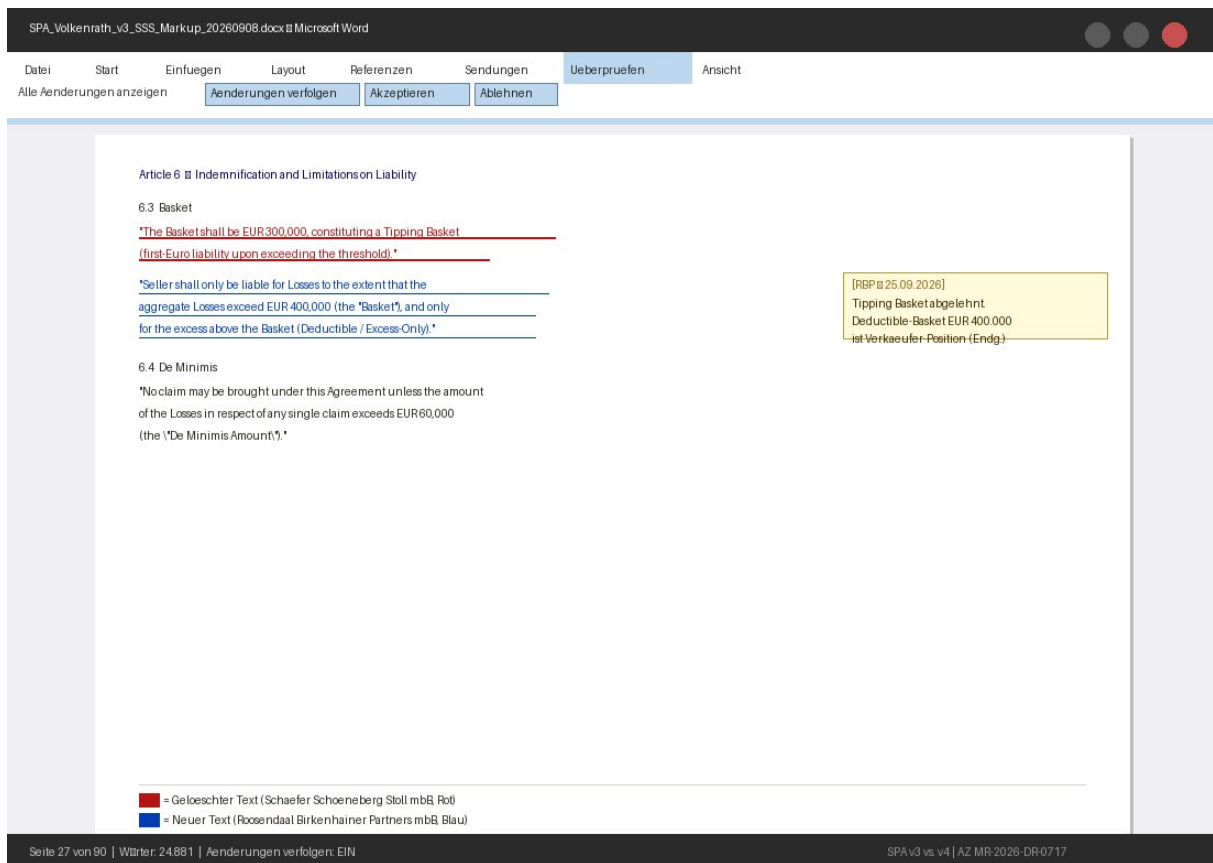 SPA_Volkenrath_v3_SSS_Markup_20260908.docx Microsoft Word
Datei Start Einfuegen Layout Referenzen Sendungen Ueberpruefen Ansicht
Alle Aenderungen anzeigen Aenderungen verfolgen Akzeptieren Ablehnen
Article 6 Indemnification and Limitations on Liability
6.3 Basket
"The Basket shall be EUR 300,000, constituting a Tipping Basket
(first-Euro liability upon exceeding the threshold)."
"Seller shall only be liable for Losses to the extent that the
aggregate Losses exceed EUR 400,000 (the "Basket"), and only
for the excess above the Basket (Deductible / Excess-Only)."
[RBP 25.09.2026]
Tipping Basket abgelehnt.
Deductible-Basket EUR 400.000
ist Verkaeufer-Position (Endg.)
6.4 De Minimis
"No claim may be brought under this Agreement unless the amount
of the Losses in respect of any single claim exceeds EUR 60,000
(the \"De Minimis Amount\")."
= Geloeschter Text (Schaefer Schoeneberg Stoll mbB, Rot)
= Neuer Text (Roosendaal Birkenhainer Partners mbB, Blau)
Seite 27 von 90 | W▯rter: 24.881 | Aenderungen verfolgen: EIN
SPA v3 vs. v4 | AZ MR-2026-DR-0717